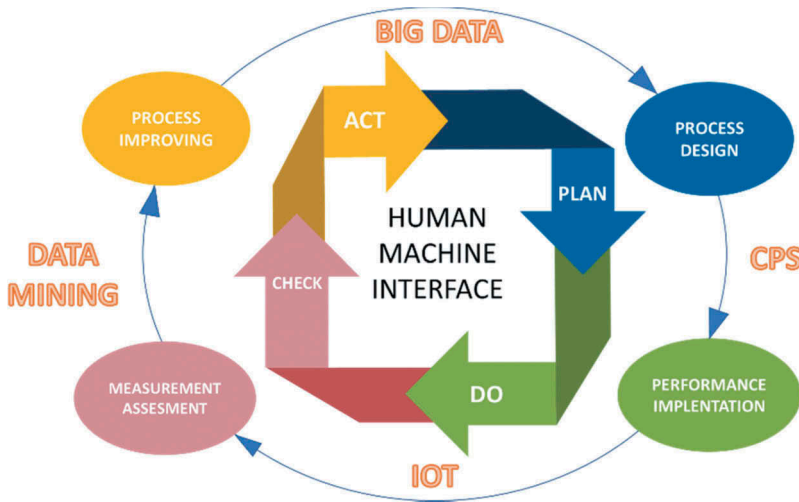 BIG DATA
PROCESS
IMPROVING
ACT
PROCESS
DESIGN
PLAN
HUMAN
MACHINE
INTERFACE
DATA
MINING
CPS
CHECK
MEASUREMENT
ASSESMENT
DO
PERFORMANCE
IMPLENTATION
IOT